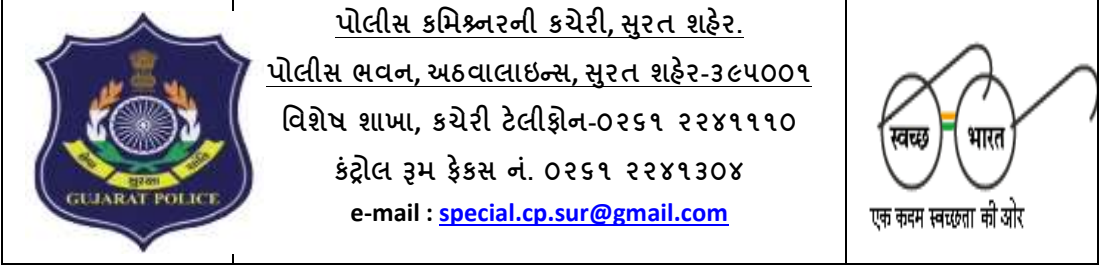 પોલીસ કમિશ્નરની કચેરી, સુરત શહેર.
પોલીસ ભવન, અઠવાલાઇન્સ, સુરત શહેર-૩૯૫૦૦૧
વિશેષ શાખા, કચેરી ટેલીફોન-૦૨૬૧ ૨૨૪૧૧૧૦
કંટ્રોલ રૂમ ફેકસ નં. ૦૨૬૧ ૨૨૪૧૩૦૪
e-mail : special.cp.sur@gmail.com
સેવા સુરક્ષા શાંતિ
GUJARAT POLICE
स्वच्छ भारत
एक कदम स्वच्छता की ओर